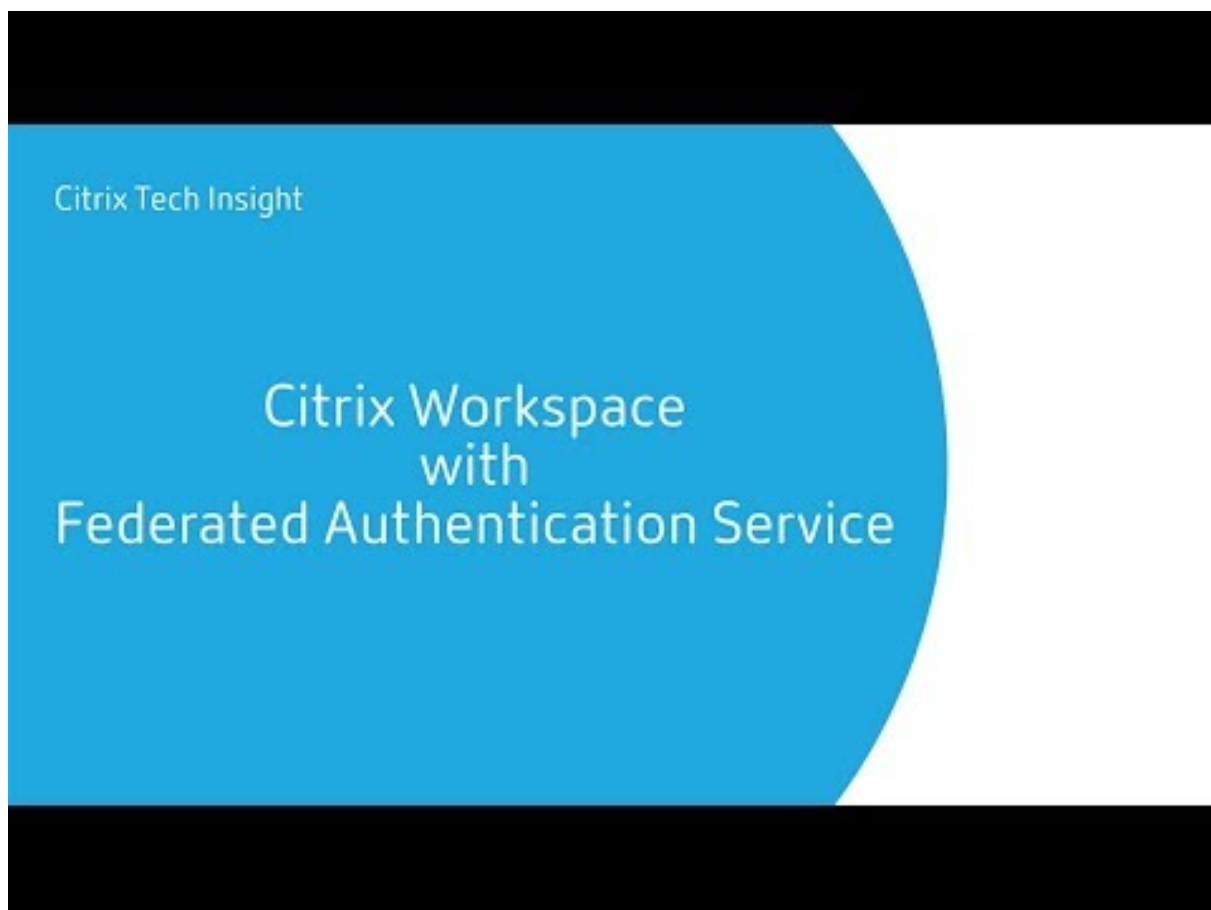 Citrix Tech Insight
Citrix Workspace
with
Federated Authentication Service